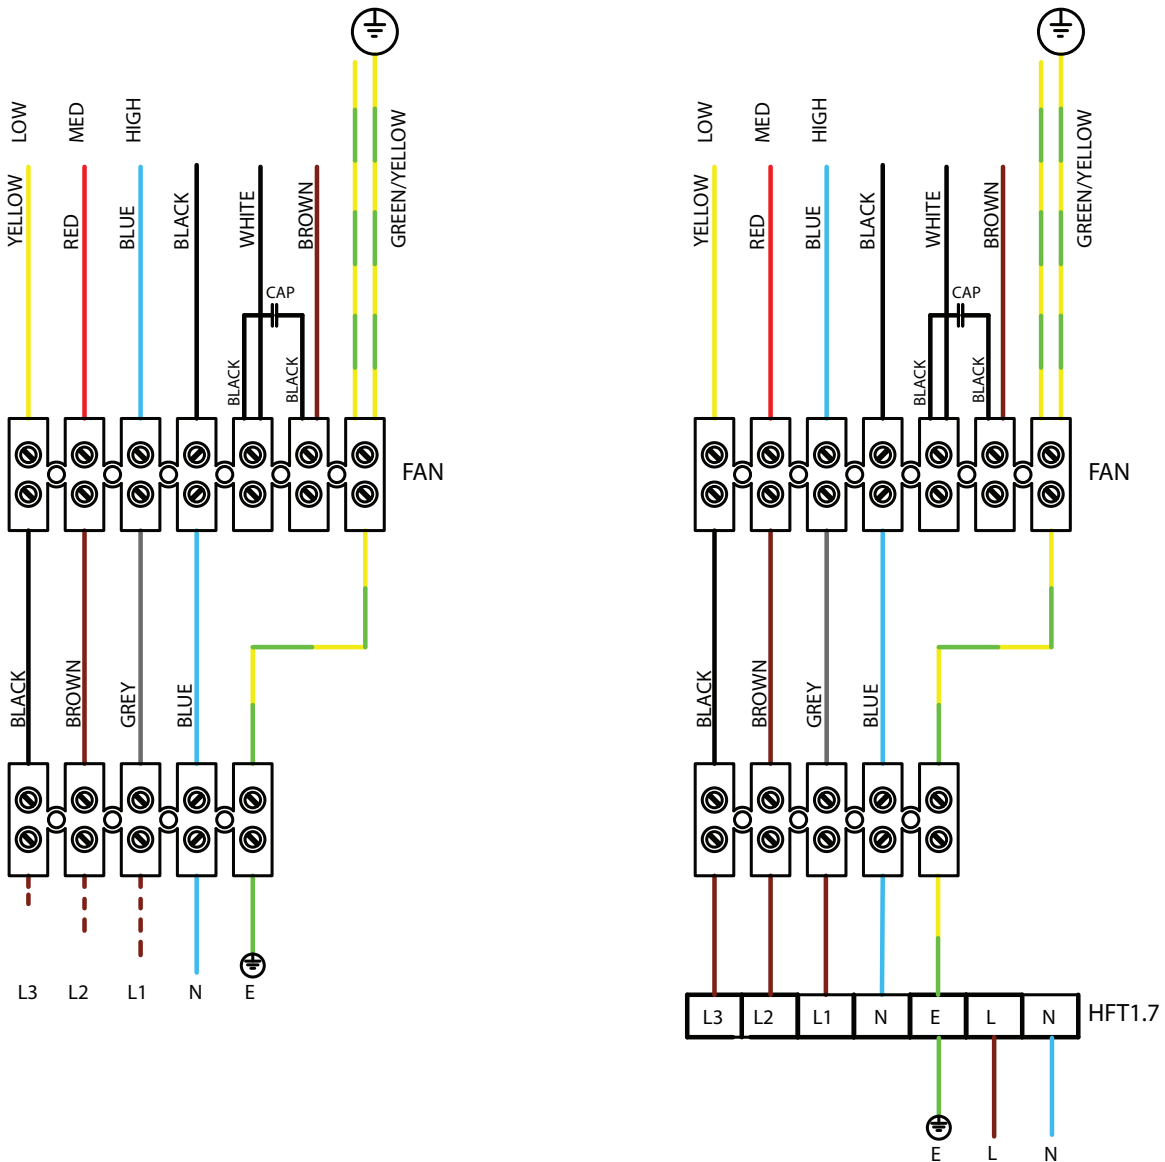 LOW
MED
HIGH
YELLOW
RED
BLUE
BLACK
WHITE
BROWN
GREEN/YELLOW
CAP
BLACK
BLACK
FAN
BLACK
BROWN
GREY
BLUE
L3
L2
L1
N
E
LOW
MED
HIGH
YELLOW
RED
BLUE
BLACK
WHITE
BROWN
GREEN/YELLOW
CAP
BLACK
BLACK
FAN
BLACK
BROWN
GREY
BLUE
L3
L2
L1
N
E
L
N
HFT1.7
E
L
N